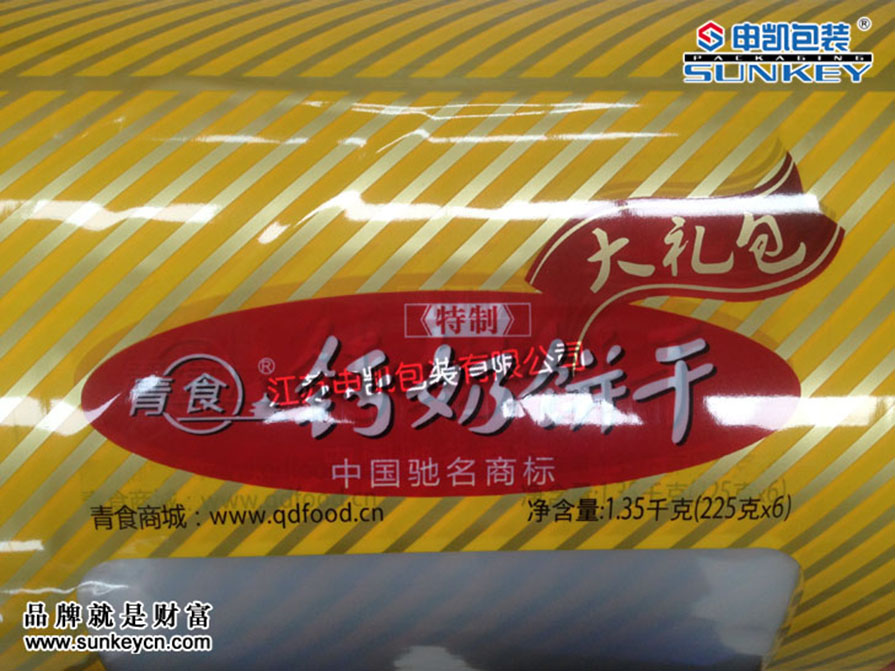 申凯包装®
PACKAGING
SUNKEY
大礼包
特制
青食® 钙奶饼干
江苏申凯包装有限公司
中国驰名商标
青食商城：www.qdfood.cn
净含量:1.35千克(225克x6)
品牌就是财富
www.sunkeycn.com